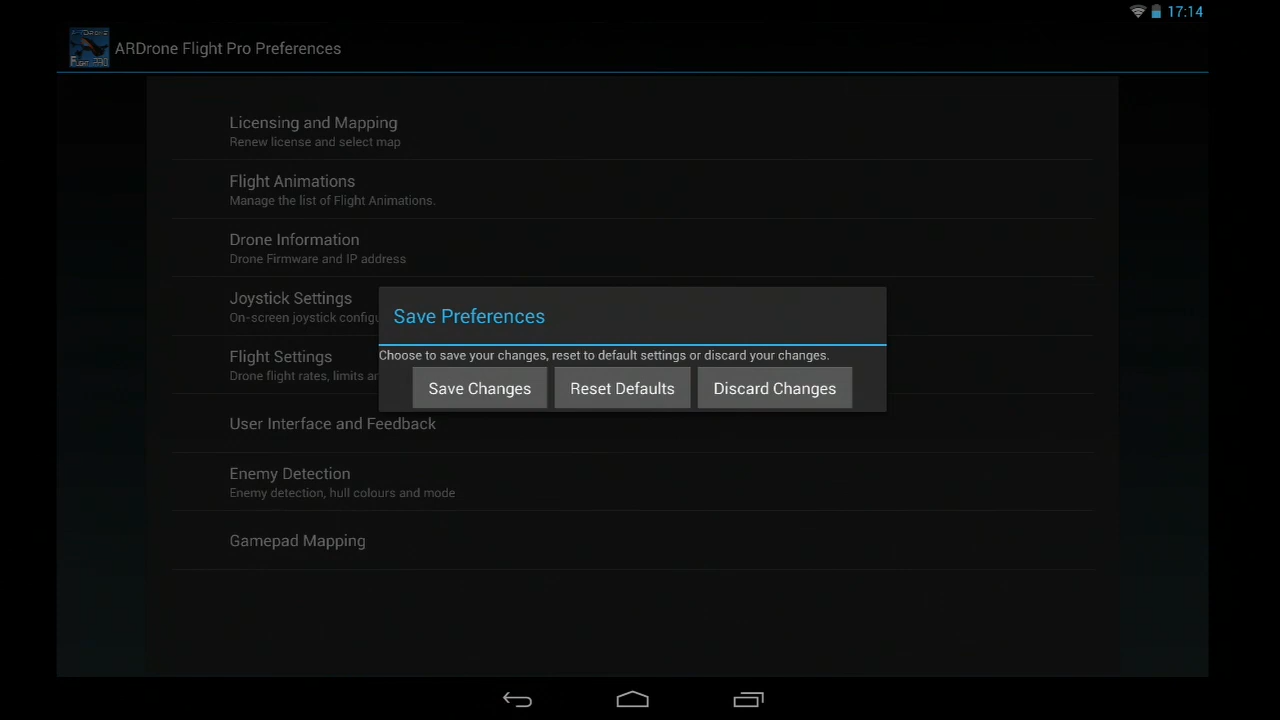 17:14
ARDrone Flight Pro Preferences
Licensing and Mapping
Renew license and select map
Flight Animations
Manage the list of Flight Animations.
Drone Information
Drone Firmware and IP address
Joystick Settings
On-screen joystick
Flight Settings
Drone flight rates, limits
Save Preferences
Choose to save your changes, reset to default settings or discard your changes.
Save Changes Reset Defaults Discard Changes
User Interface and Feedback
Enemy Detection
Enemy detection, hull colours and mode
Gamepad Mapping